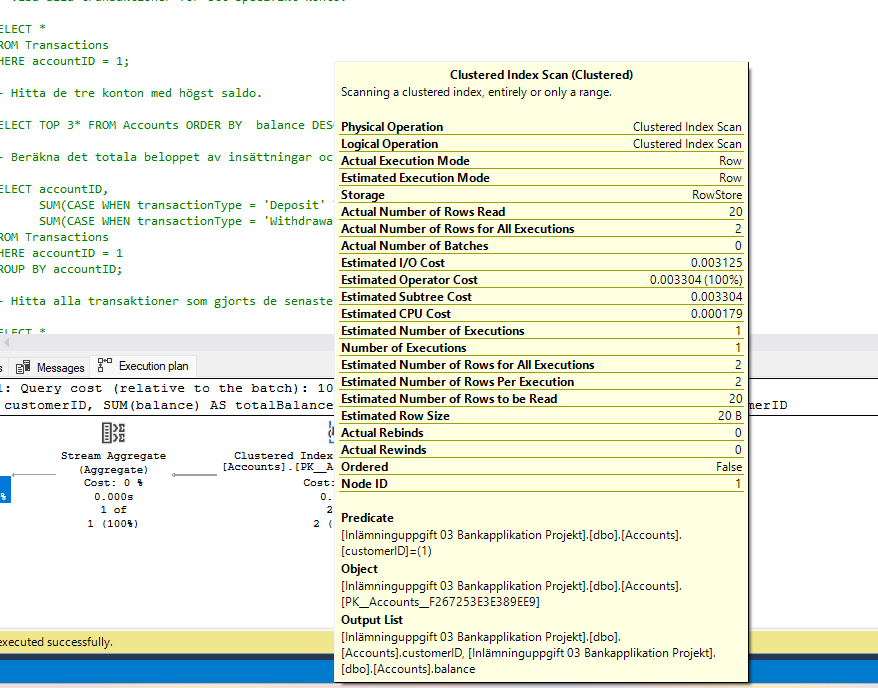 ELECT *
ROM Transactions
HERE accountID = 1;
- Hitta de tre konton med högst saldo.
ELECT TOP 3* FROM Accounts ORDER BY  balance DES
- Beräkna det totala beloppet av insättningar oc
ELECT accountID,
SUM(CASE WHEN transactionType = 'Deposit'
SUM(CASE WHEN transactionType = 'Withdrawa
ROM Transactions
HERE accountID = 1
ROUP BY accountID;
- Hitta alla transaktioner som gjorts de senaste
ELECT *
s Messages Execution plan
1: Query cost (relative to the batch): 10
customerID, SUM(balance) AS totalBalance merID
Stream Aggregate
(Aggregate)
Cost: 0 %
0.000s
1 of
1 (100%)
Clustered Index
[Accounts].[PK__A
Cost:
0.
2
2 (
%
executed successfully.
Clustered Index Scan (Clustered)
Scanning a clustered index, entirely or only a range.
Physical Operation Clustered Index Scan
Logical Operation Clustered Index Scan
Actual Execution Mode Row
Estimated Execution Mode Row
Storage RowStore
Actual Number of Rows Read 20
Actual Number of Rows for All Executions 2
Actual Number of Batches 0
Estimated I/O Cost 0.003125
Estimated Operator Cost 0.003304 (100%)
Estimated Subtree Cost 0.003304
Estimated CPU Cost 0.000179
Estimated Number of Executions 1
Number of Executions 1
Estimated Number of Rows for All Executions 2
Estimated Number of Rows Per Execution 2
Estimated Number of Rows to be Read 20
Estimated Row Size 20 B
Actual Rebinds 0
Actual Rewinds 0
Ordered False
Node ID 1
Predicate
[Inlämninguppgift 03 Bankapplikation Projekt].[dbo].[Accounts].
[customerID]=(1)
Object
[Inlämninguppgift 03 Bankapplikation Projekt].[dbo].[Accounts].
[PK__Accounts__F267253E3E389EE9]
Output List
[Inlämninguppgift 03 Bankapplikation Projekt].[dbo].
[Accounts].customerID, [Inlämninguppgift 03 Bankapplikation Projekt].
[dbo].[Accounts].balance